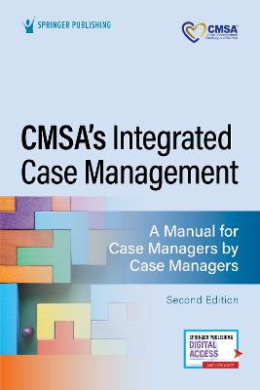 SPRINGER PUBLISHING
CMSA
CMSA's Integrated
Case Management
A Manual for
Case Managers by
Case Managers
Second Edition
SPRINGER PUBLISHING
DIGITAL
ACCESS